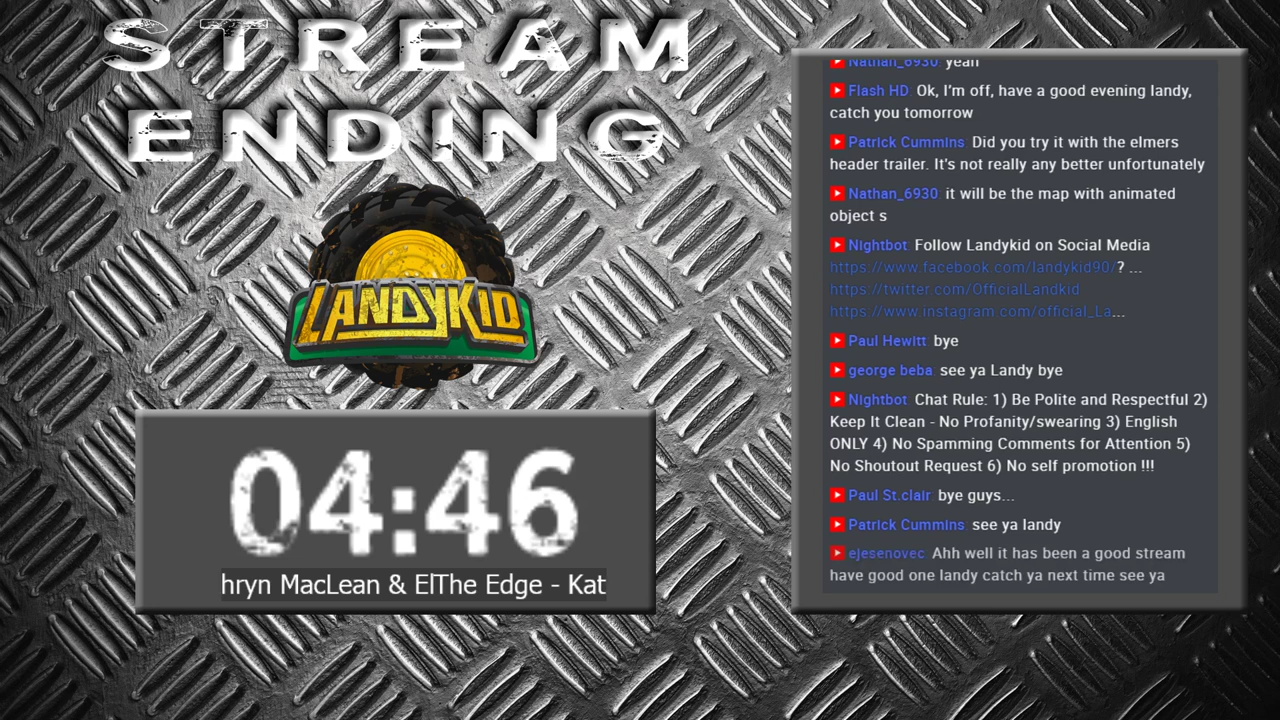 STREAM
ENDING
LANDYKID
04:46
hryn MacLean & ElThe Edge - Kat
Nathan_6930 yeah
Flash HD Ok, I'm off, have a good evening landy,
catch you tomorrow
Patrick Cummins Did you try it with the elmers
header trailer. It's not really any better unfortunately
Nathan_6930 it will be the map with animated
object s
Nightbot Follow Landykid on Social Media
https://www.facebook.com/landykid90/? ...
https://twitter.com/OfficialLandkid
https://www.instagram.com/official_La...
Paul Hewitt bye
george beba see ya Landy bye
Nightbot Chat Rule: 1) Be Polite and Respectful 2)
Keep It Clean - No Profanity/swearing 3) English
ONLY 4) No Spamming Comments for Attention 5)
No Shoutout Request 6) No self promotion !!!
Paul St.clair bye guys...
Patrick Cummins see ya landy
ejesenovec Ahh well it has been a good stream
have good one landy catch ya next time see ya